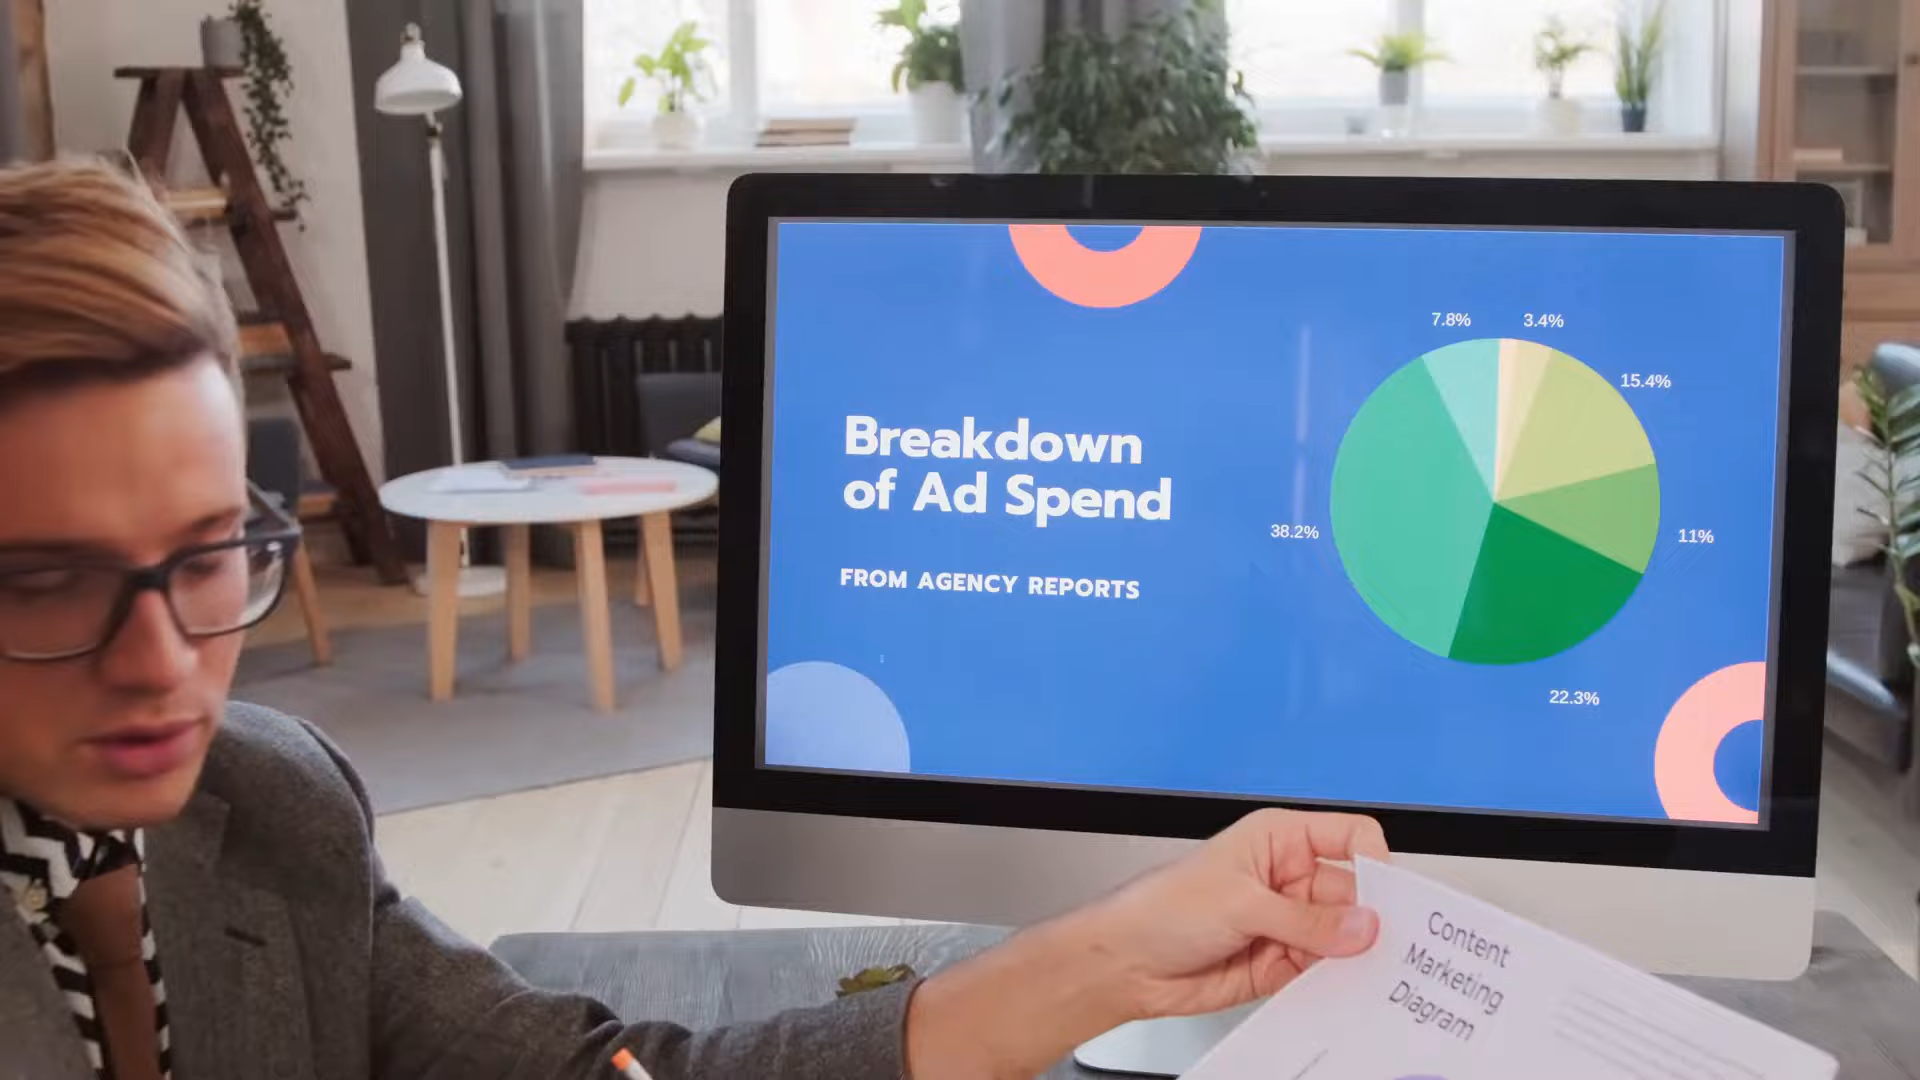 Breakdown
of Ad Spend
FROM AGENCY REPORTS
7.8%
3.4%
15.4%
38.2%
11%
22.3%
Content
Marketing
Diagram